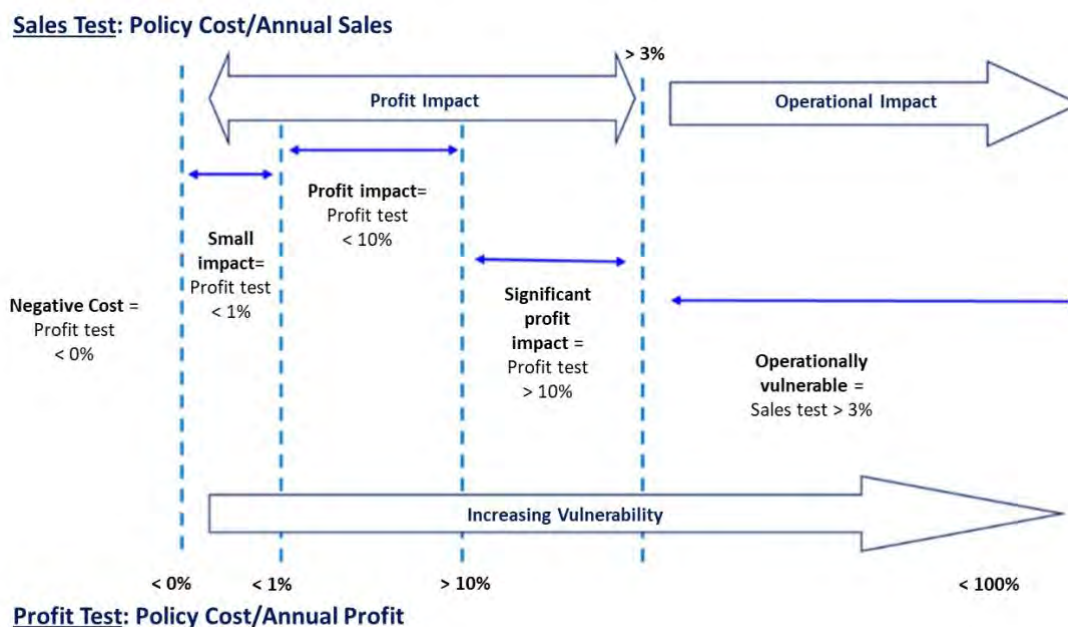 Sales Test: Policy Cost/Annual Sales
> 3%
Profit Impact
Operational Impact
Profit impact=
Profit test
< 10%
Small
impact=
Profit test
< 1%
Negative Cost =
Profit test
< 0%
Significant
profit
impact =
Profit test
> 10%
Operationally
vulnerable =
Sales test > 3%
Increasing Vulnerability
< 0%
< 1%
> 10%
< 100%
Profit Test: Policy Cost/Annual Profit